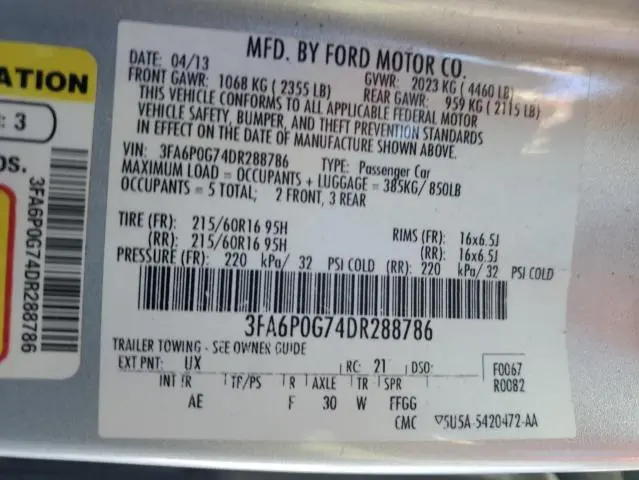 ATION
: 3
OS.
3FA6P0G74DR288786
MFD. BY FORD MOTOR CO.
DATE: 04/13
GVWR: 2023 KG ( 4460 LB)
FRONT GAWR: 1068 KG ( 2355 LB)
REAR GAWR: 959 KG ( 2115 LB)
THIS VEHICLE CONFORMS TO ALL APPLICABLE FEDERAL MOTOR
VEHICLE SAFETY, BUMPER, AND THEFT PREVENTION STANDARDS
IN EFFECT ON THE DATE OF MANUFACTURE SHOWN ABOVE.
VIN: 3FA6P0G74DR288786 TYPE: Passenger Car
MAXIMUM LOAD = OCCUPANTS + LUGGAGE = 385KG/ 850LB
OCCUPANTS = 5 TOTAL; 2 FRONT, 3 REAR
TIRE (FR): 215/60R16 95H RIMS (FR): 16x6.5J
(RR): 215/60R16 95H (RR): 16x6.5J
PRESSURE (FR): 220 kPa/ 32 PSI COLD (RR): 220 kPa/ 32 PSI COLD
3FA6P0G74DR288786
TRAILER TOWING - SEE OWNER GUIDE
EXT PNT: UX RC: 21 DSO: F0067
R0082
INT TR TP/PS R AXLE TR SPR
AE F 30 W FFGG
CMC ▽5U5A-5420472-AA